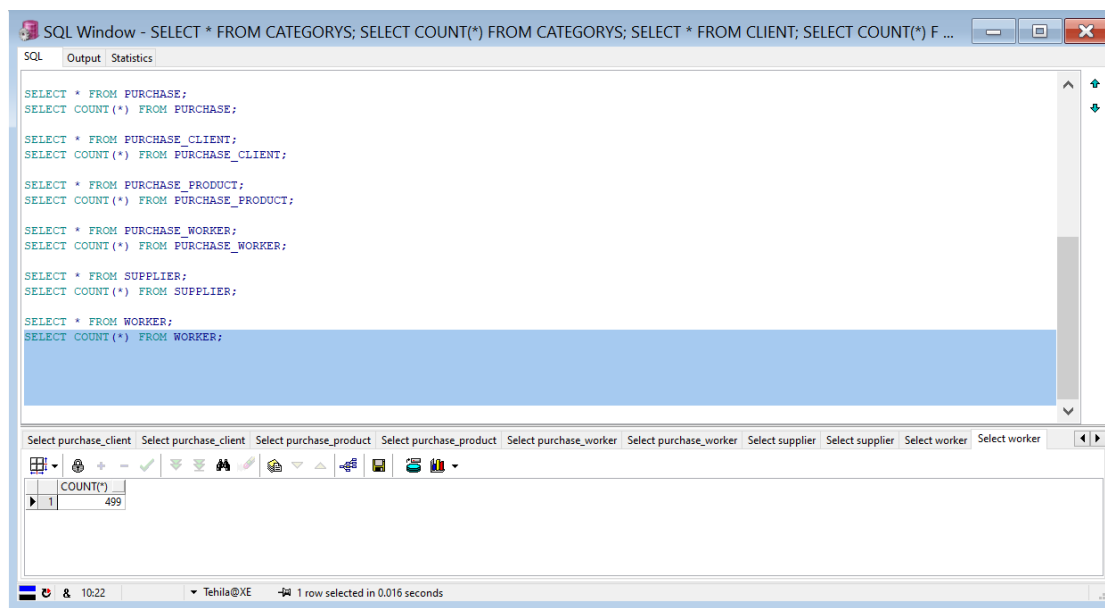 SQL Window - SELECT * FROM CATEGORYS; SELECT COUNT(*) FROM CATEGORYS; SELECT * FROM CLIENT; SELECT COUNT(*) F ...
SQL Output Statistics
SELECT * FROM PURCHASE;
SELECT COUNT(*) FROM PURCHASE;
SELECT * FROM PURCHASE_CLIENT;
SELECT COUNT(*) FROM PURCHASE_CLIENT;
SELECT * FROM PURCHASE_PRODUCT;
SELECT COUNT(*) FROM PURCHASE_PRODUCT;
SELECT * FROM PURCHASE_WORKER;
SELECT COUNT(*) FROM PURCHASE_WORKER;
SELECT * FROM SUPPLIER;
SELECT COUNT(*) FROM SUPPLIER;
SELECT * FROM WORKER;
SELECT COUNT(*) FROM WORKER;
Select purchase_client Select purchase_client Select purchase_product Select purchase_product Select purchase_worker Select purchase_worker Select supplier Select supplier Select worker Select worker
COUNT(*)
1 499
& 10:22 Tehila@XE 1 row selected in 0.016 seconds